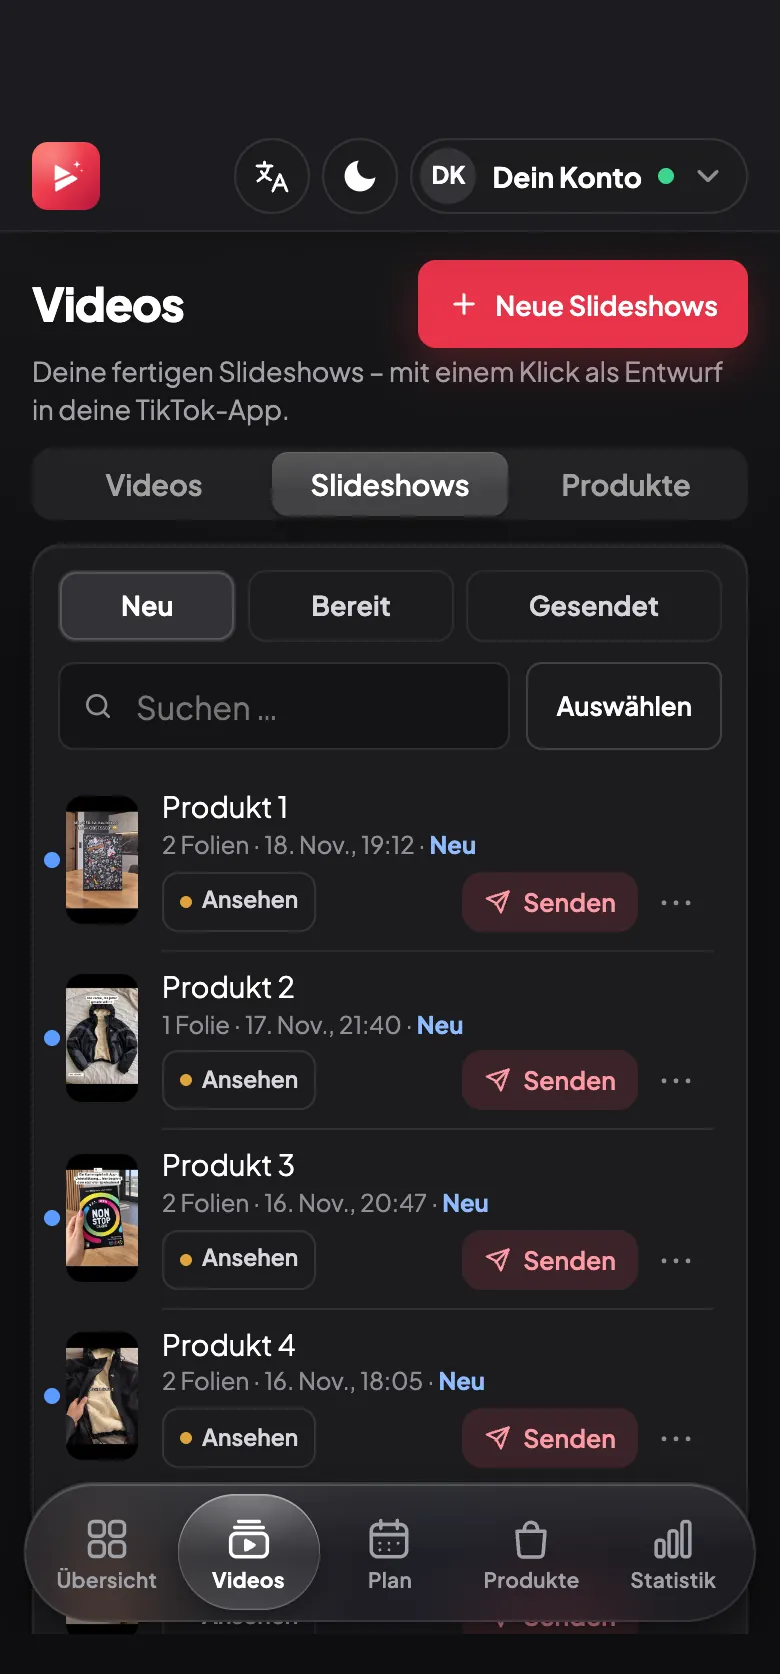 DK Dein Konto
Videos
+ Neue Slideshows
Deine fertigen Slideshows – mit einem Klick als Entwurf
in deine TikTok-App.
Videos Slideshows Produkte
Neu Bereit Gesendet
Suchen ... Auswählen
Produkt 1
2 Folien · 18. Nov., 19:12 · Neu
Ansehen Senden ...
Produkt 2
1 Folie · 17. Nov., 21:40 · Neu
Ansehen Senden ...
Produkt 3
2 Folien · 16. Nov., 20:47 · Neu
NON
STOP
Ansehen Senden ...
Produkt 4
2 Folien · 16. Nov., 18:05 · Neu
Ansehen Senden ...
Übersicht Videos Plan Produkte Statistik